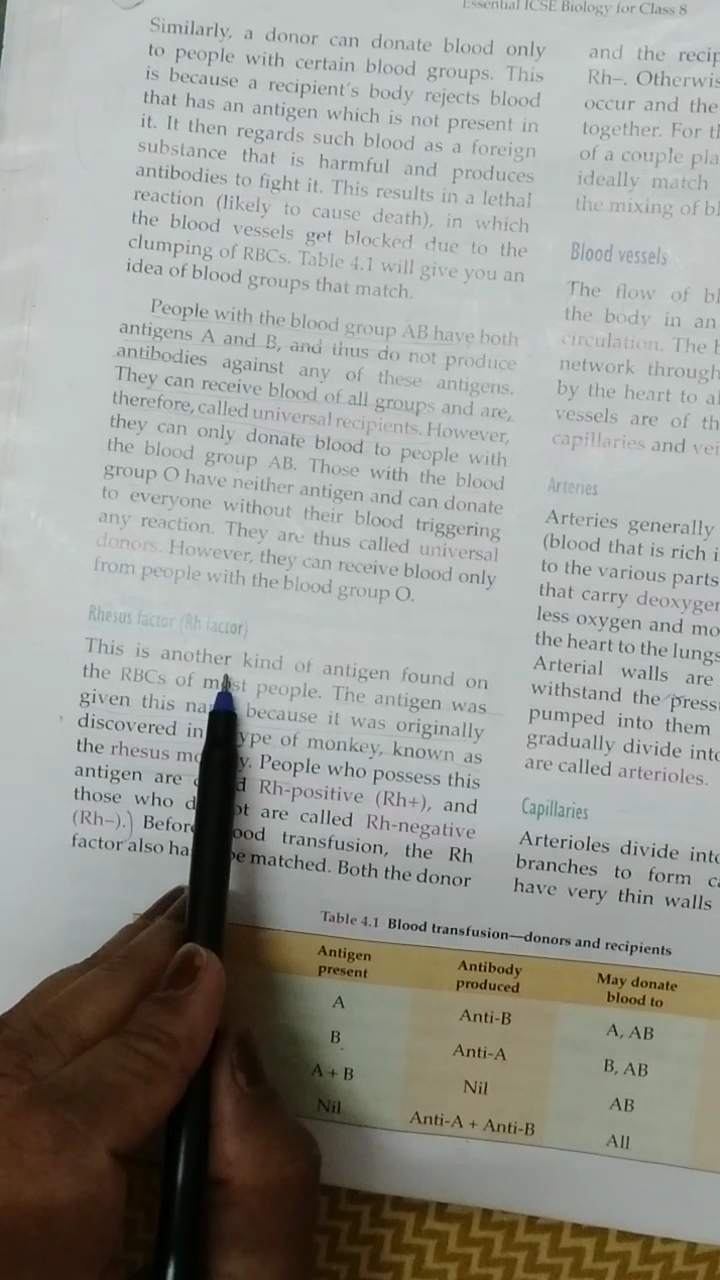 Essential ICSE Biology for Class 8
Similarly, a donor can donate blood only
to people with certain blood groups. This
is because a recipient's body rejects blood
that has an antigen which is not present in
it. It then regards such blood as a foreign
substance that is harmful and produces
antibodies to fight it. This results in a lethal
reaction (likely to cause death), in which
the blood vessels get blocked due to the
clumping of RBCs. Table 4.1 will give you an
idea of blood groups that match.
People with the blood group AB have both
antigens A and B, and thus do not produce
antibodies against any of these antigens.
They can receive blood of all groups and are,
therefore, called universal recipients. However,
they can only donate blood to people with
the blood group AB. Those with the blood
group O have neither antigen and can donate
to everyone without their blood triggering
any reaction. They are thus called universal
donors. However, they can receive blood only
from people with the blood group O.
Rhesus factor (Rh factor)
This is another kind of antigen found on
the RBCs of most people. The antigen was
given this because it was originally
discovered in type of monkey, known as
the rhesus People who possess this
antigen are Rh-positive (Rh+), and
those who are called Rh-negative
(Rh–). Before transfusion, the Rh
factor also be matched. Both the donor
and the
Rh–.
occur and the
together. For
of a couple
ideally match
the mixing of
Blood vessels
The flow of
the body in an
circulation. The
network through
by the heart to
vessels are of
capillaries and
Arteries
Arteries generally
(blood that is rich
to the various parts
that carry
less oxygen and
the heart to the lungs
Arterial walls are
withstand the
pumped into them
gradually divide into
are called arterioles.
Capillaries
Arterioles divide into
branches to form
have very thin walls
Table 4.1 Blood transfusion—donors and recipients
Antigen present Antibody produced May donate blood to
A Anti-B A, AB
B Anti-A B, AB
A + B Nil AB
Nil Anti-A + Anti-B All